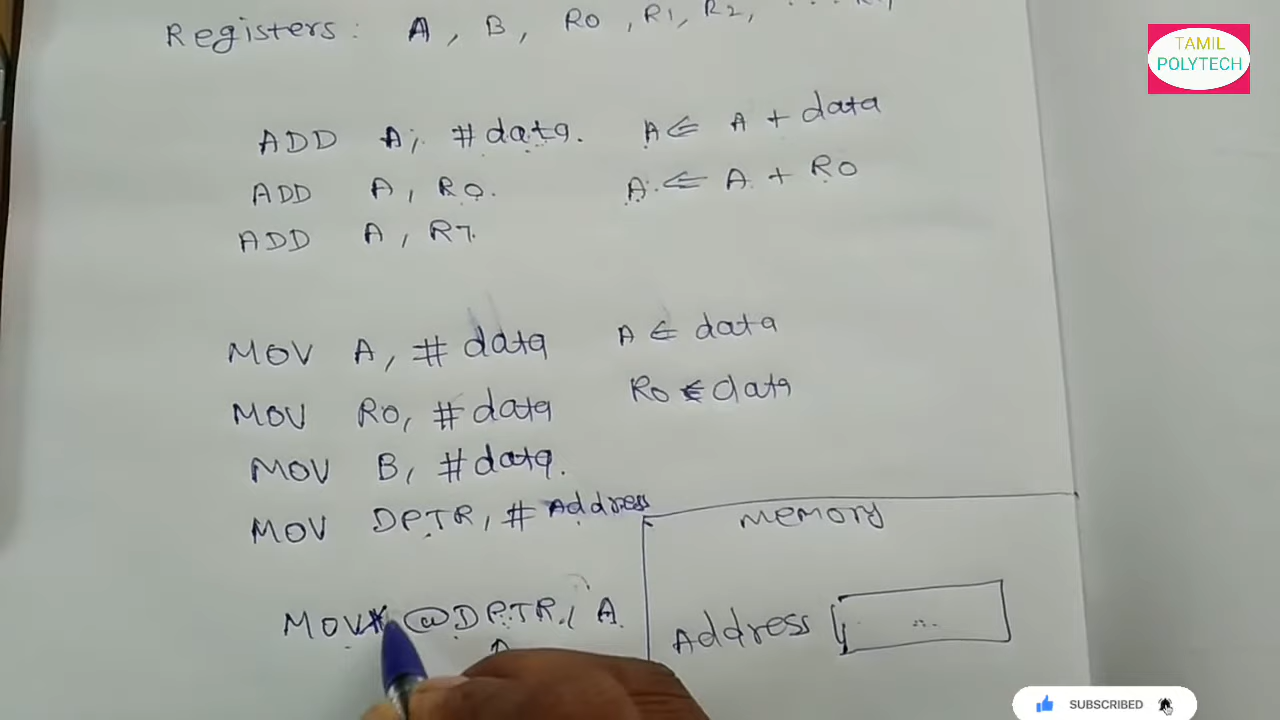 Registers: A, B, R0, R1, R2, ...
TAMIL
POLYTECH
ADD A, #data. A ⇐ A + data
ADD A, R0. A ⇐ A + R0
ADD A, R7.
MOV A, #data A ⇐ data
MOV R0, #data R0 ⇐ data
MOV B, #data.
MOV DPTR, #Address
MEMORY
MOVX @DPTR, A
Address
SUBSCRIBED